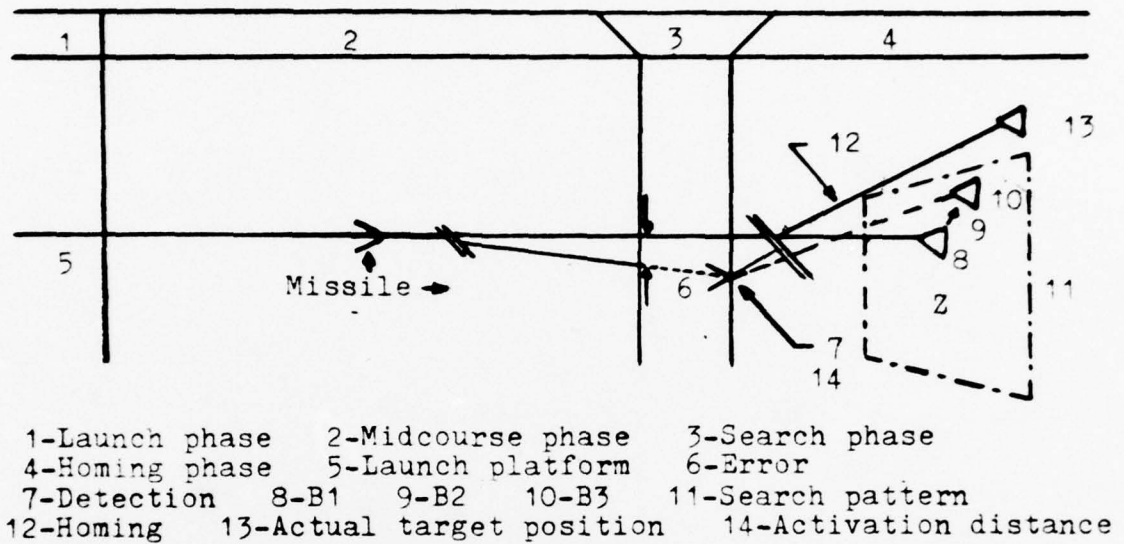 1 2 3 4
12 13
10
9
5 8
Missile 6 11
Z
7
14
1-Launch phase 2-Midcourse phase 3-Search phase
4-Homing phase 5-Launch platform 6-Error
7-Detection 8-B1 9-B2 10-B3 11-Search pattern
12-Homing 13-Actual target position 14-Activation distance